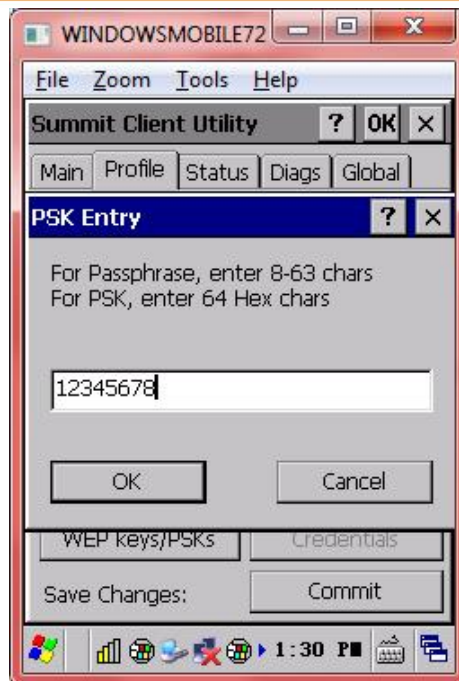 WINDOWSMOBILE72
File Zoom Tools Help
Summit Client Utility ? OK ×
Main Profile Status Diags Global
PSK Entry ? ×
For Passphrase, enter 8-63 chars
For PSK, enter 64 Hex chars
12345678
OK Cancel
WEP keys/PSKs Credentials
Save Changes: Commit
1:30 PM